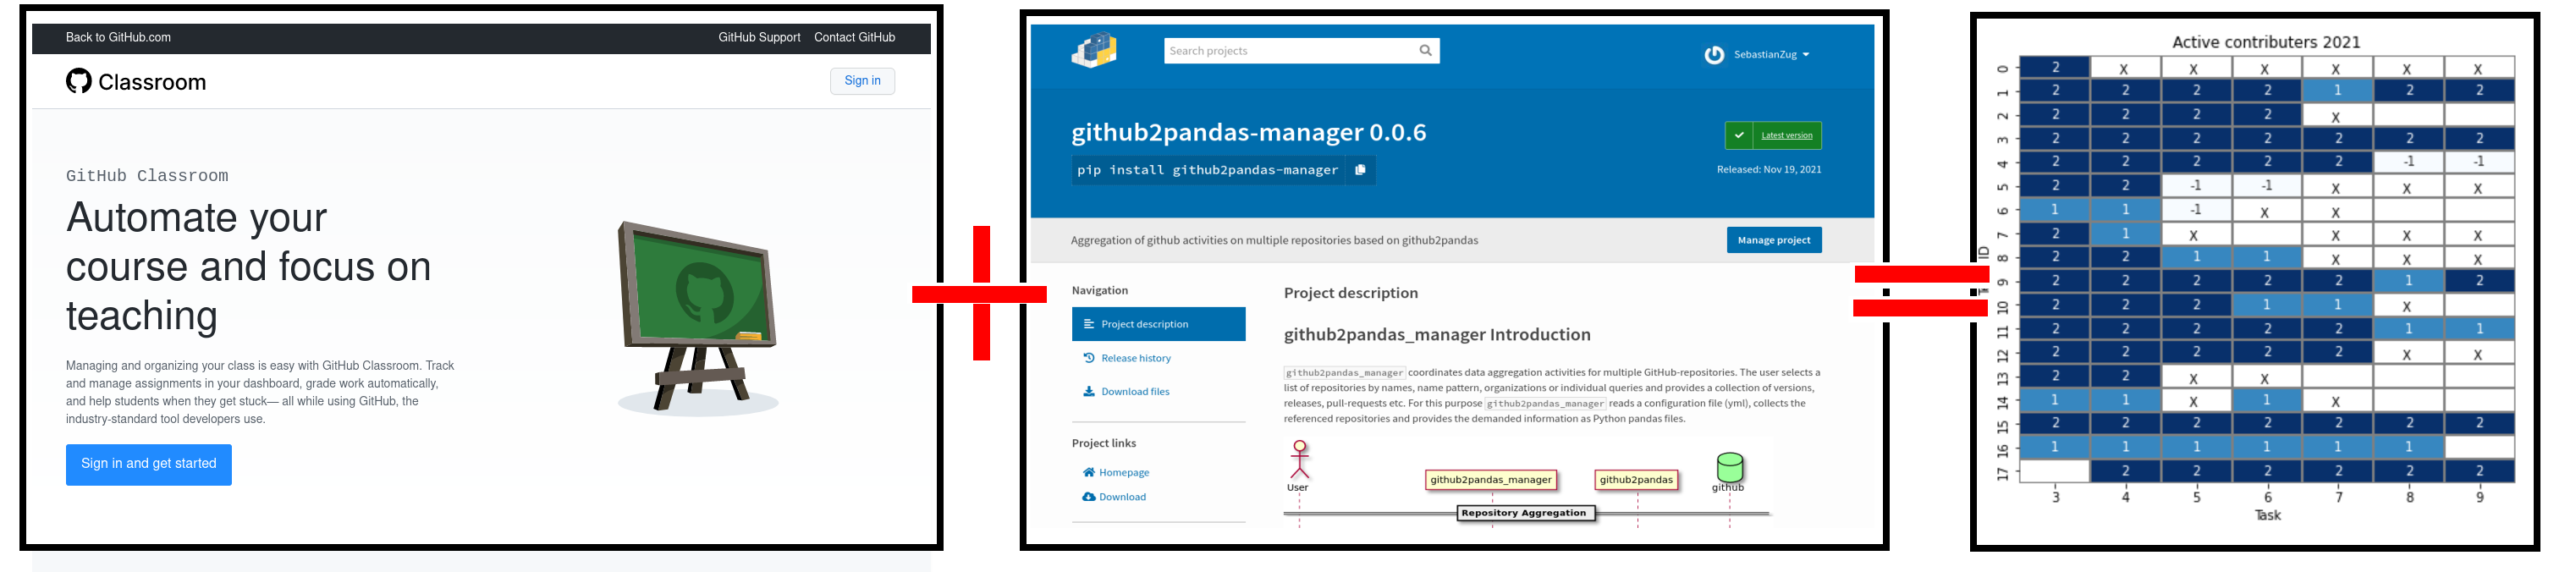 Back to GitHub.com
GitHub Support Contact GitHub
Classroom
Sign in
GitHub Classroom
Automate your
course and focus on
teaching
Managing and organizing your class is easy with GitHub Classroom. Track
and manage assignments in your dashboard, grade work automatically,
and help students when they get stuck— all while using GitHub, the
industry-standard tool developers use.
Sign in and get started
Search projects
SebastianZug
github2pandas-manager 0.0.6
pip install github2pandas-manager
Latest version
Released: Nov 19, 2021
Aggregation of github activities on multiple repositories based on github2pandas
Manage project
Navigation
Project description
Release history
Download files
Project links
Homepage
Download
Project description
github2pandas_manager Introduction
github2pandas_manager coordinates data aggregation activities for multiple GitHub-repositories. The user selects a
list of repositories by names, name pattern, organizations or individual queries and provides a collection of versions,
releases, pull-requests etc. For this purpose github2pandas_manager reads a configuration file (yml), collects the
referenced repositories and provides the demanded information as Python pandas files.
User
github2pandas_manager
github2pandas
github
Repository Aggregation
Active contributers 2021
0 2 X X X X X X
1 2 2 2 2 1 2 2
2 2 2 2 2 X
3 2 2 2 2 2 2 2
4 2 2 2 2 2 -1 -1
5 2 2 -1 -1 X X X
6 1 1 -1 X X
7 2 1 X X X X
8 2 2 1 1 X X X
9 2 2 2 2 2 1 2
10 2 2 2 1 1 X
11 2 2 2 2 2 1 1
12 2 2 2 2 2 X X
13 2 2 X X
14 1 1 X 1 X
15 2 2 2 2 2 2 2
16 1 1 1 1 1 1
17 2 2 2 2 2 2
3 4 5 6 7 8 9
Task
ID